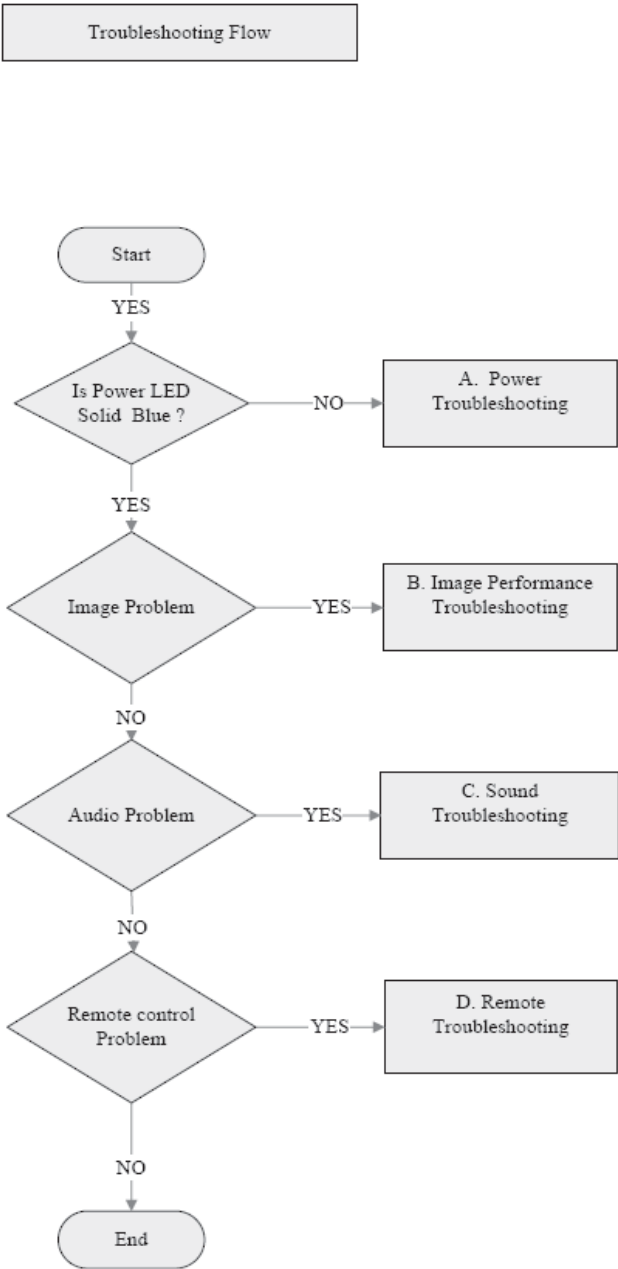 Troubleshooting Flow
Start
YES
Is Power LED
Solid Blue ?
NO
A. Power
Troubleshooting
YES
Image Problem
YES
B. Image Performance
Troubleshooting
NO
Audio Problem
YES
C. Sound
Troubleshooting
NO
Remote control
Problem
YES
D. Remote
Troubleshooting
NO
End